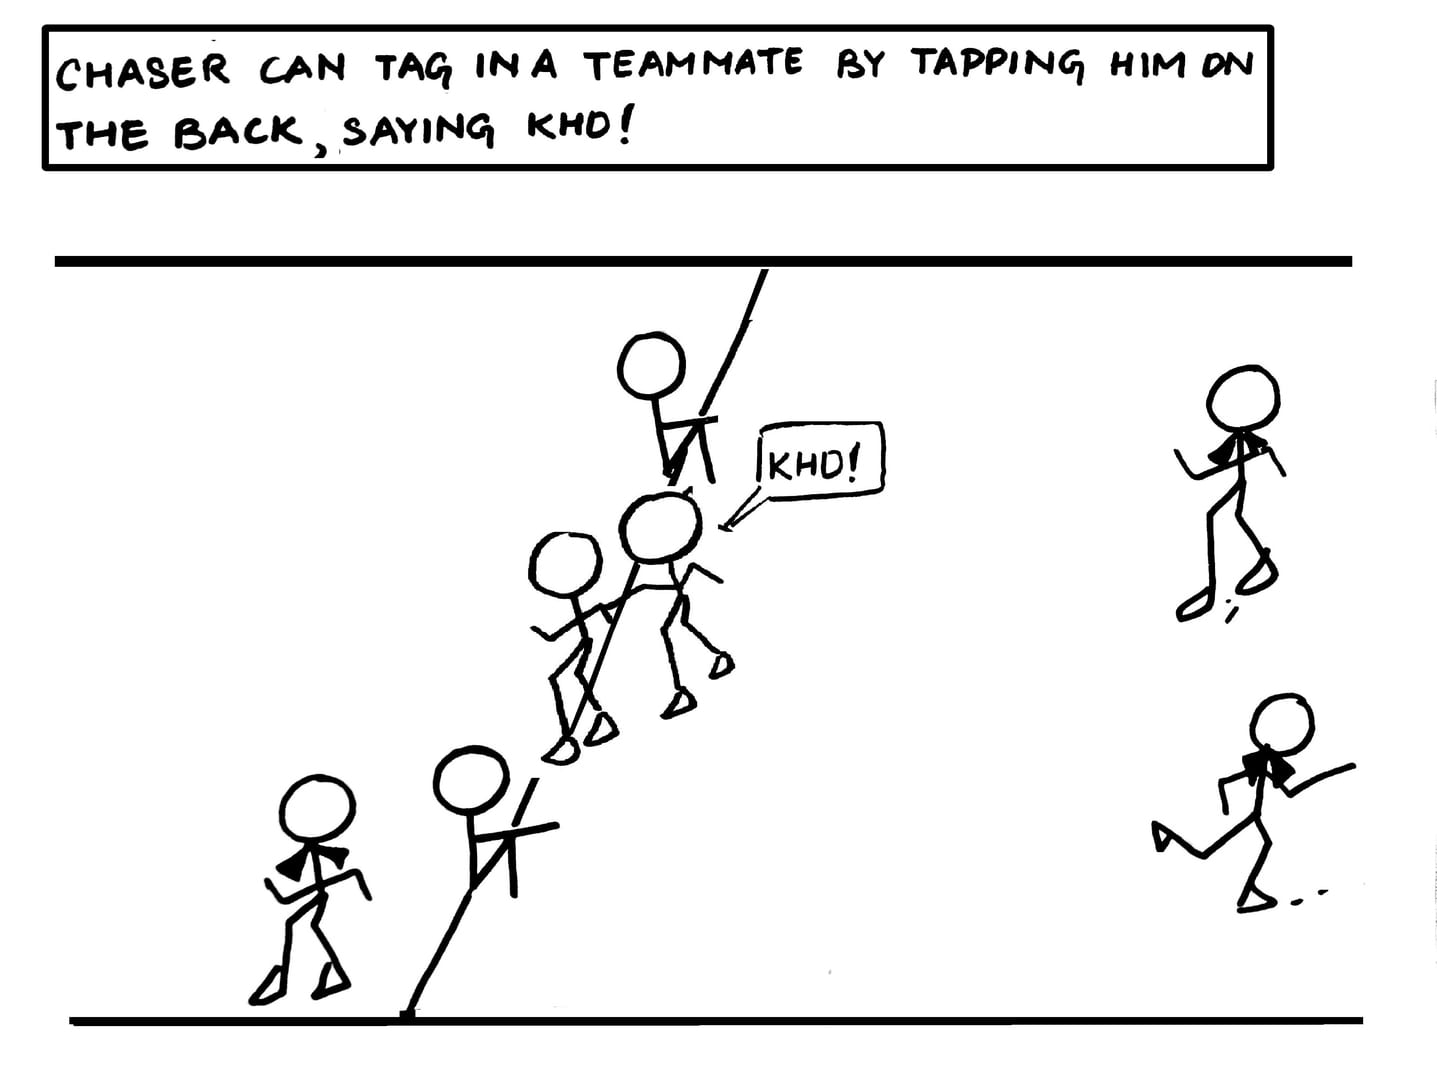 CHASER CAN TAG IN A TEAMMATE BY TAPPING HIM ON
THE BACK, SAYING KHO!
KHO!